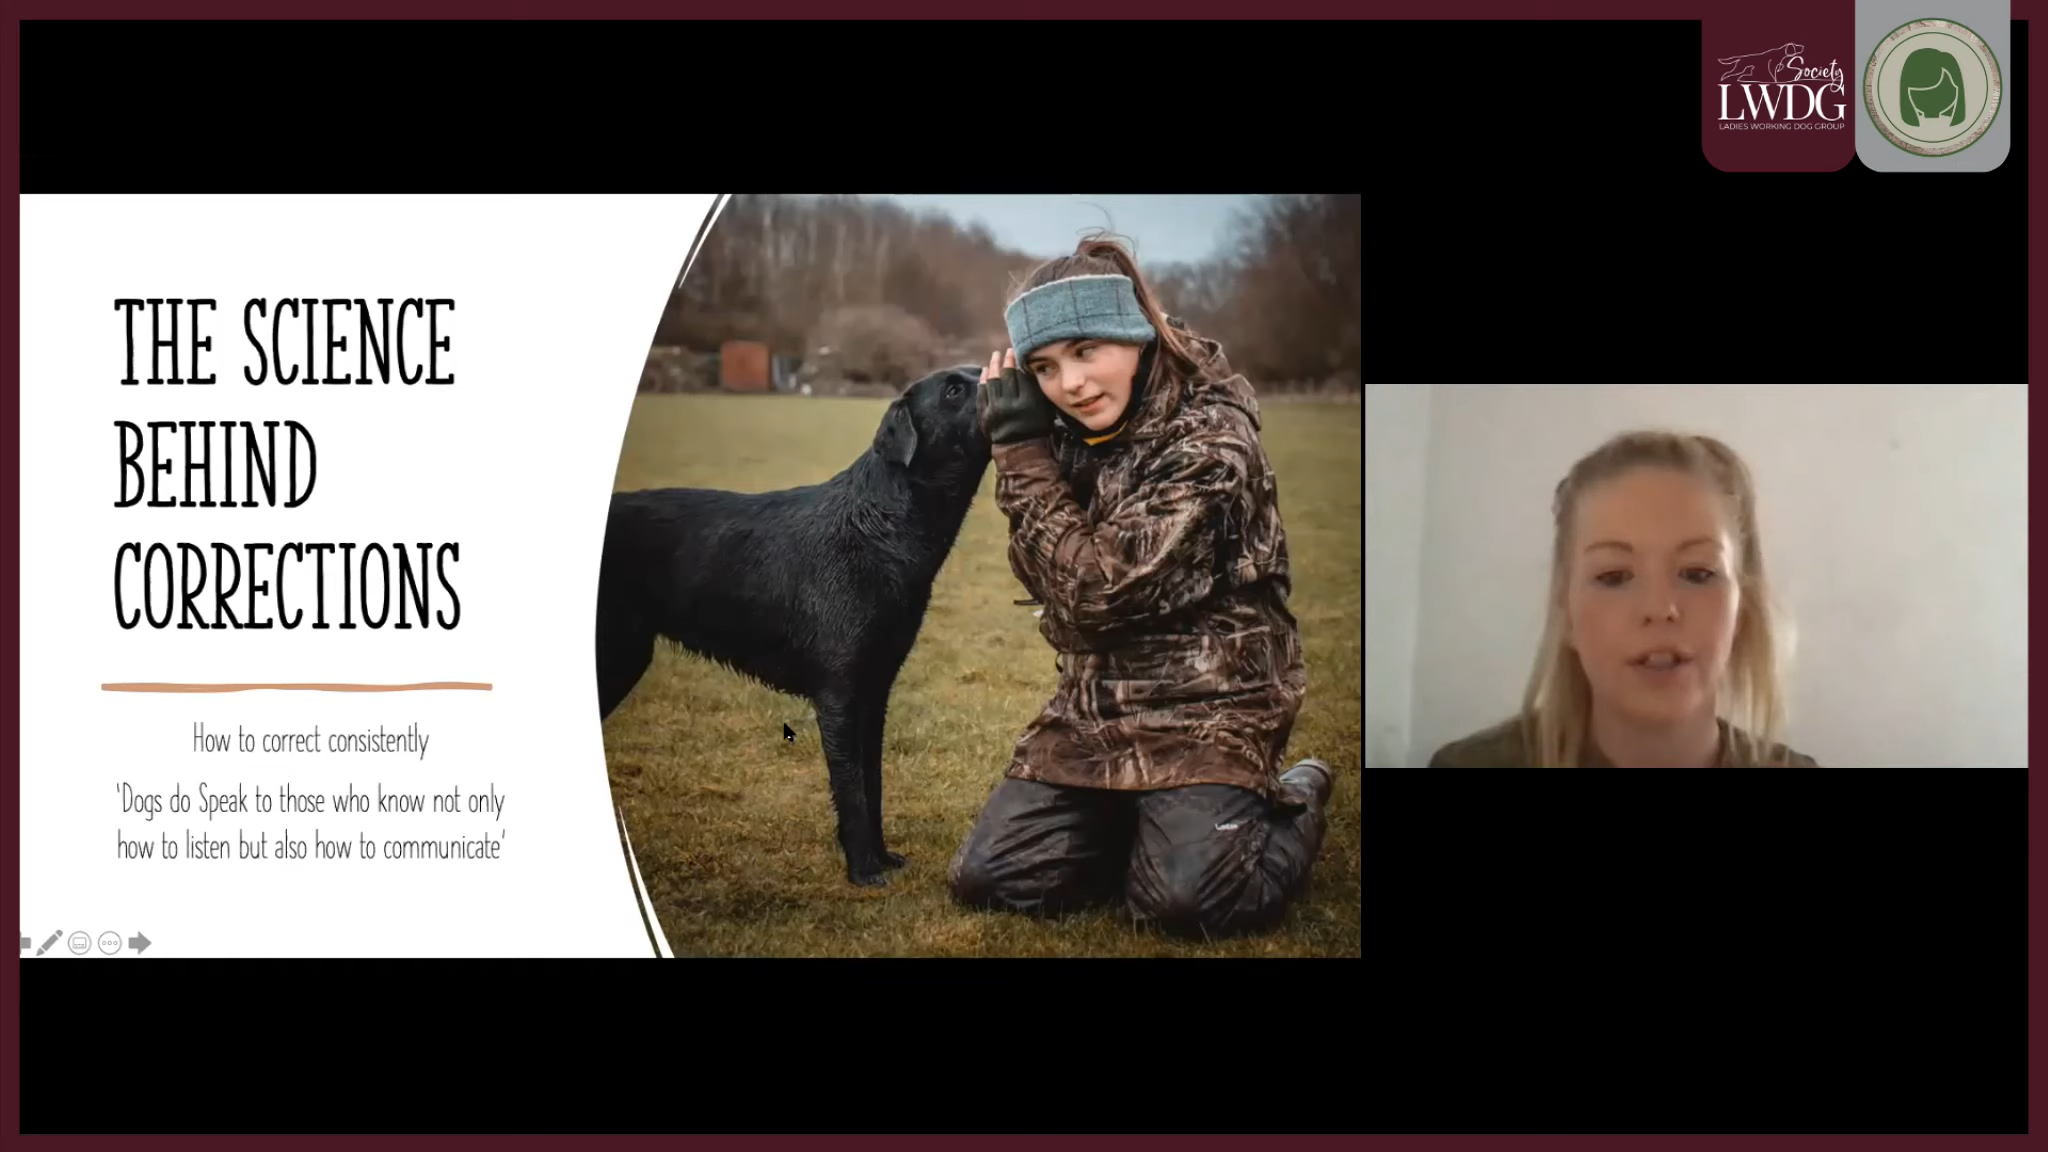 Society
LWDG
LADIES WORKING DOG GROUP
THE SCIENCE
BEHIND
CORRECTIONS
How to correct consistently
'Dogs do Speak to those who know not only
how to listen but also how to communicate'